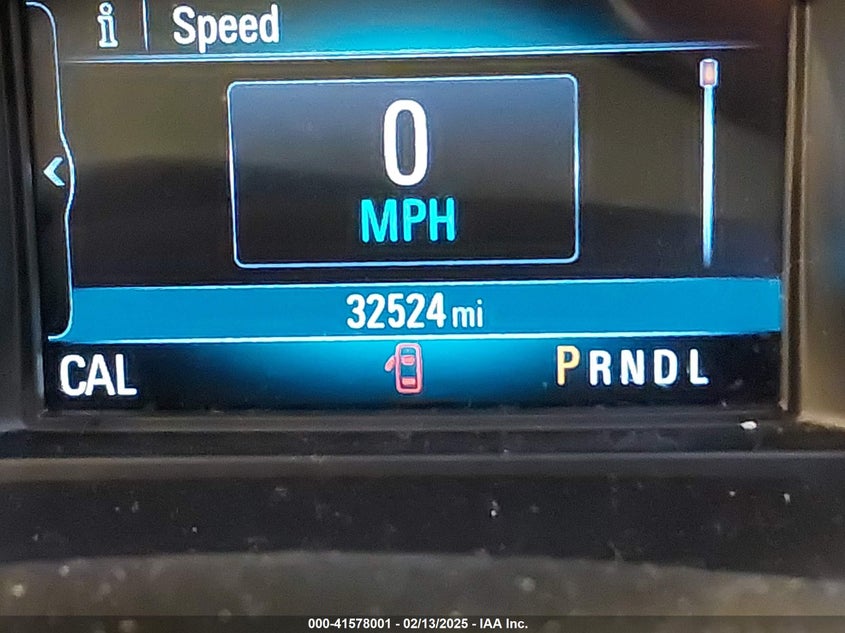 i Speed
0
MPH
32524 mi
CAL PRNDL
000-41578001 - 02/13/2025 - IAA Inc.